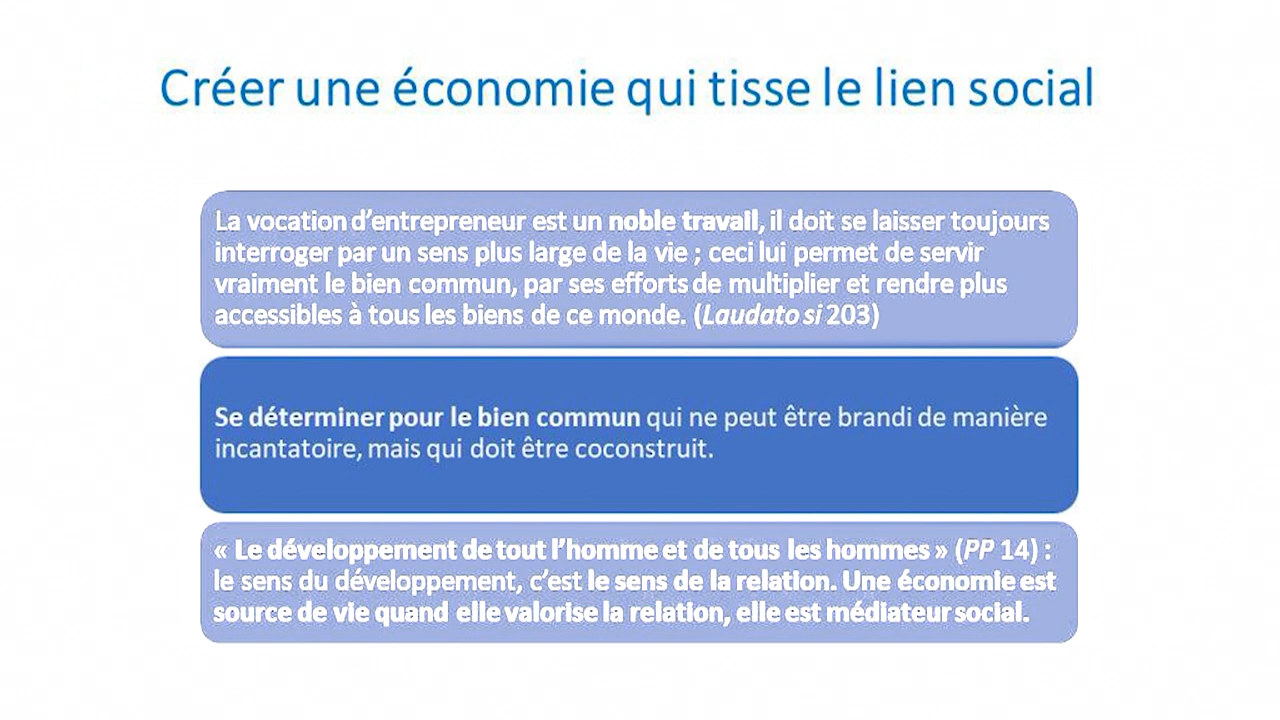 Créer une économie qui tisse le lien social
La vocation d’entrepreneur est un noble travail, il doit se laisser toujours
interroger par un sens plus large de la vie ; ceci lui permet de servir
vraiment le bien commun, par ses efforts de multiplier et rendre plus
accessibles à tous les biens de ce monde. (Laudato si 203)
Se déterminer pour le bien commun qui ne peut être brandi de manière
incantatoire, mais qui doit être coconstruit.
« Le développement de tout l’homme et de tous les hommes » (PP 14) :
le sens du développement, c’est le sens de la relation. Une économie est
source de vie quand elle valorise la relation, elle est médiateur social.